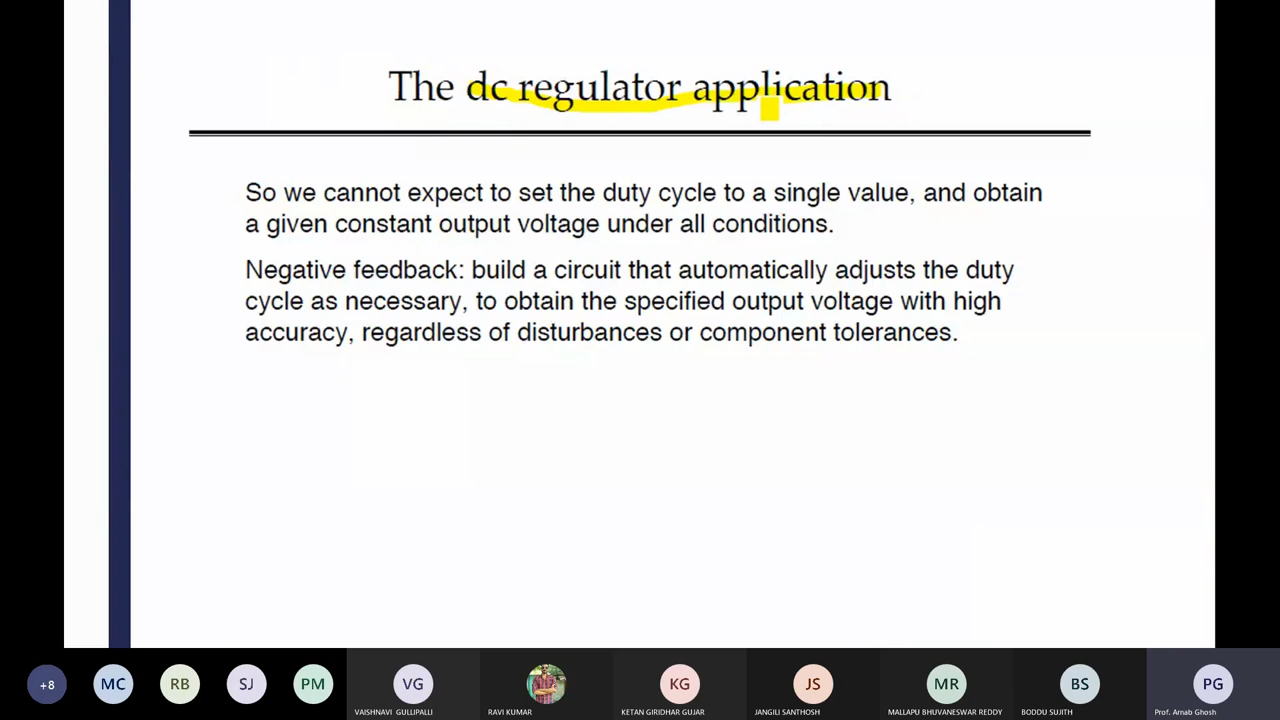 The dc regulator application
So we cannot expect to set the duty cycle to a single value, and obtain
a given constant output voltage under all conditions.
Negative feedback: build a circuit that automatically adjusts the duty
cycle as necessary, to obtain the specified output voltage with high
accuracy, regardless of disturbances or component tolerances.
+8 MC RB SJ PM VG KG JS MR BS PG
VAISHNAVI GULLIPALLI RAVI KUMAR KETAN GIRIDHAR GUJAR JANGILI SANTHOSH MALLAPU BHUVANESWAR REDDY BODDU SUJITH Prof. Arnab Ghosh